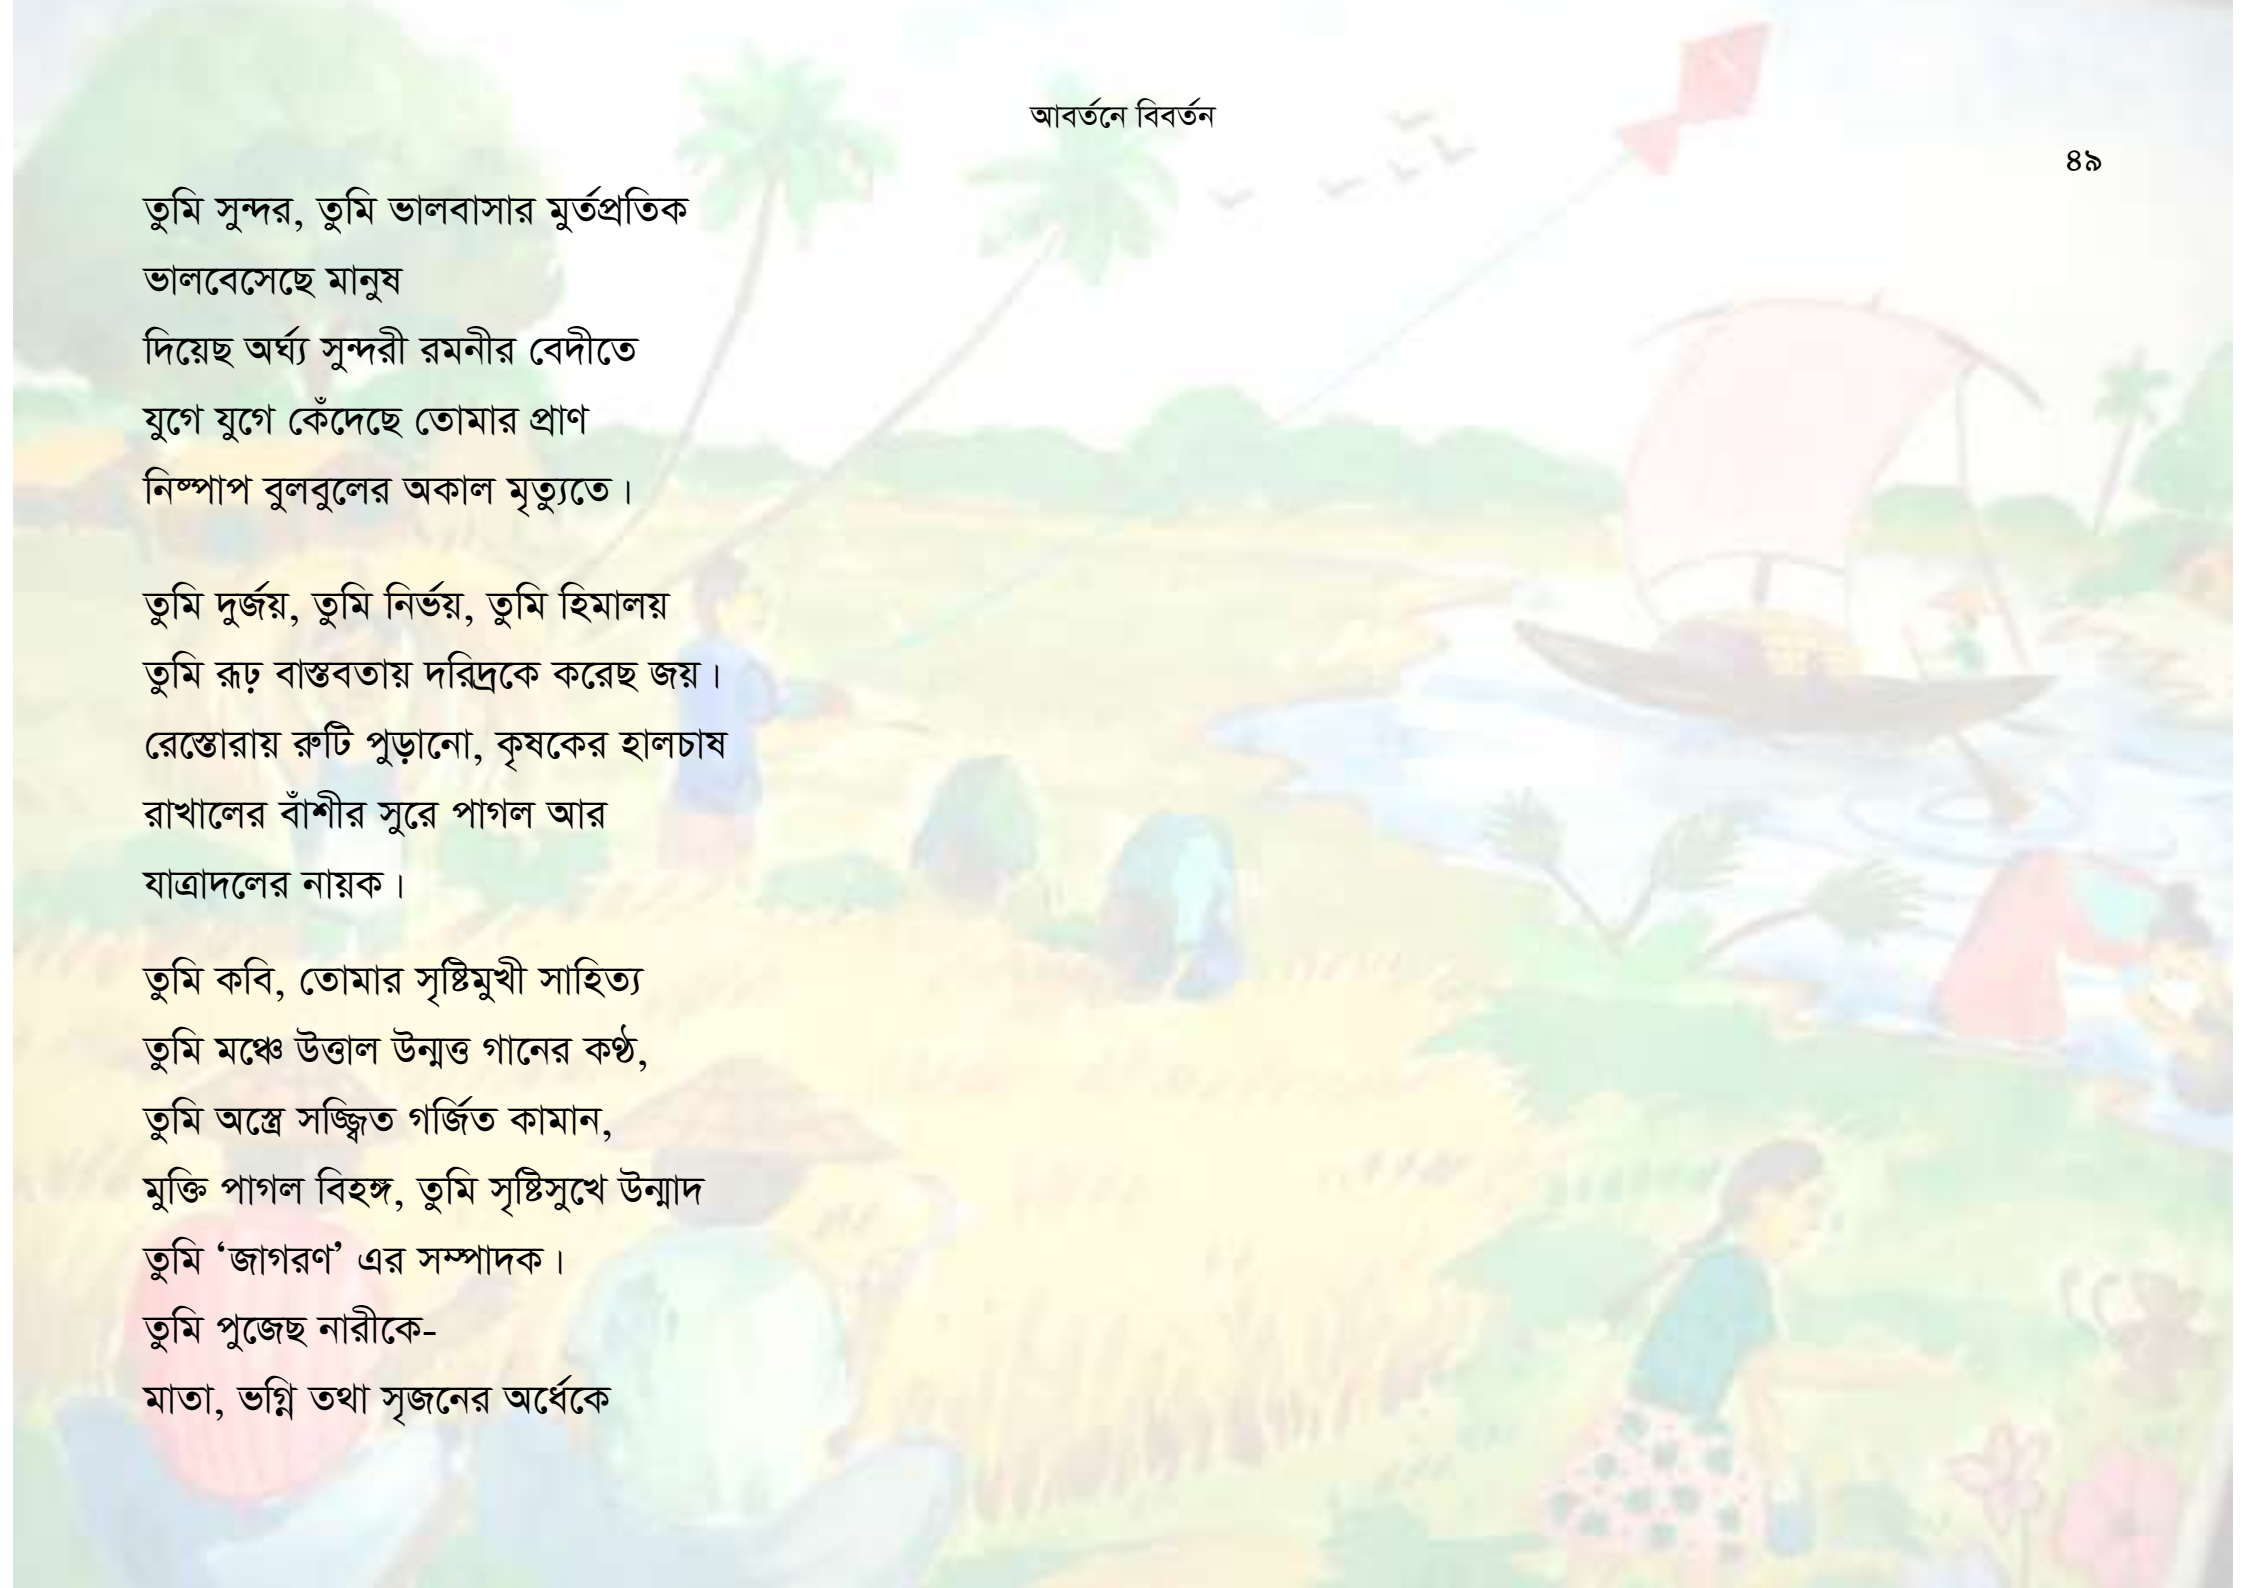 আবর্তনে বিবর্তন
৪৯
তুমি সুন্দর, তুমি ভালবাসার মুর্তপ্রতিক
ভালবেসেছে মানুষ
দিয়েছ অর্ঘ্য সুন্দরী রমনীর বেদীতে
যুগে যুগে কেঁদেছে তোমার প্রাণ
নিষ্পাপ বুলবুলের অকাল মৃত্যুতে।
তুমি দুর্জয়, তুমি নির্ভয়, তুমি হিমালয়
তুমি রূঢ় বাস্তবতায় দরিদ্রকে করেছ জয়।
রেস্তোরায় রুটি পুড়ানো, কৃষকের হালচাষ
রাখালের বাঁশীর সুরে পাগল আর
যাত্রাদলের নায়ক।
তুমি কবি, তোমার সৃষ্টিমুখী সাহিত্য
তুমি মঞ্চে উত্তাল উন্মত্ত গানের কণ্ঠ,
তুমি অস্ত্রে সজ্জ্বিত গর্জিত কামান,
মুক্তি পাগল বিহঙ্গ, তুমি সৃষ্টিসুখে উন্মাদ
তুমি ‘জাগরণ’ এর সম্পাদক।
তুমি পুজেছ নারীকে-
মাতা, ভগ্নি তথা সৃজনের অর্ধেকে